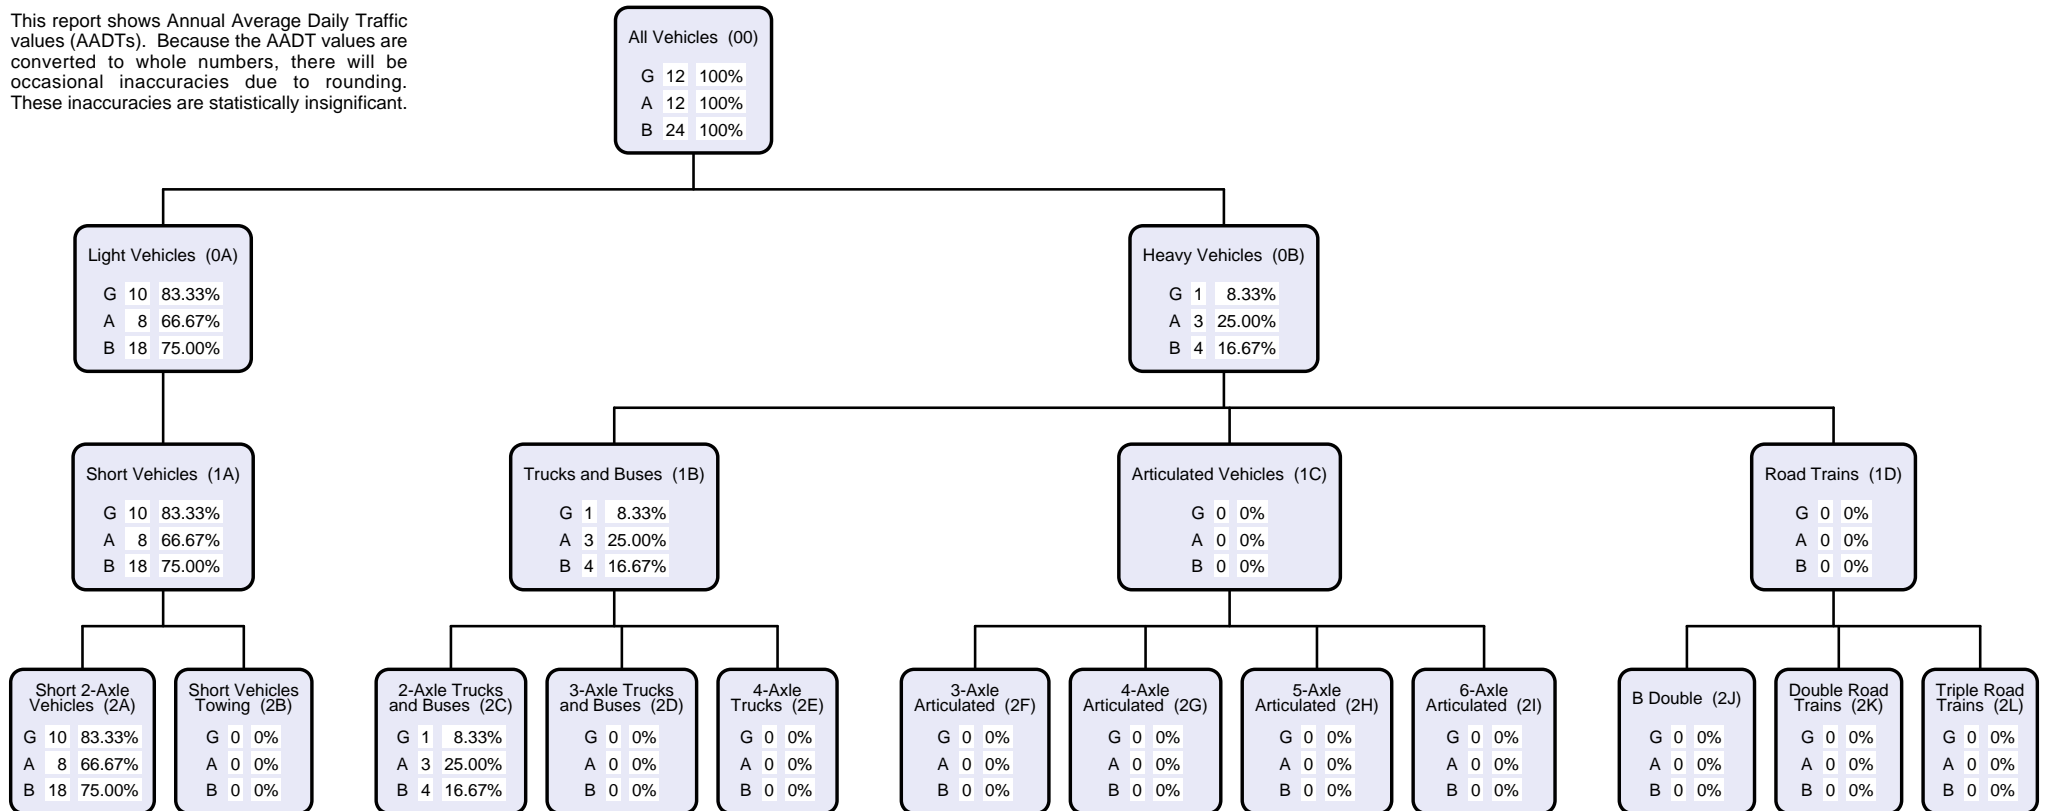 This report shows Annual Average Daily Traffic
values (AADTs). Because the AADT values are
converted to whole numbers, there will be
occasional inaccuracies due to rounding.
These inaccuracies are statistically insignificant.
All Vehicles (00)
G 12 100%
A 12 100%
B 24 100%
Light Vehicles (0A)
G 10 83.33%
A 8 66.67%
B 18 75.00%
Heavy Vehicles (0B)
G 1 8.33%
A 3 25.00%
B 4 16.67%
Short Vehicles (1A)
G 10 83.33%
A 8 66.67%
B 18 75.00%
Trucks and Buses (1B)
G 1 8.33%
A 3 25.00%
B 4 16.67%
Articulated Vehicles (1C)
G 0 0%
A 0 0%
B 0 0%
Road Trains (1D)
G 0 0%
A 0 0%
B 0 0%
Short 2-Axle
Vehicles (2A)
G 10 83.33%
A 8 66.67%
B 18 75.00%
Short Vehicles
Towing (2B)
G 0 0%
A 0 0%
B 0 0%
2-Axle Trucks
and Buses (2C)
G 1 8.33%
A 3 25.00%
B 4 16.67%
3-Axle Trucks
and Buses (2D)
G 0 0%
A 0 0%
B 0 0%
4-Axle
Trucks (2E)
G 0 0%
A 0 0%
B 0 0%
3-Axle
Articulated (2F)
G 0 0%
A 0 0%
B 0 0%
4-Axle
Articulated (2G)
G 0 0%
A 0 0%
B 0 0%
5-Axle
Articulated (2H)
G 0 0%
A 0 0%
B 0 0%
6-Axle
Articulated (2I)
G 0 0%
A 0 0%
B 0 0%
B Double (2J)
G 0 0%
A 0 0%
B 0 0%
Double Road
Trains (2K)
G 0 0%
A 0 0%
B 0 0%
Triple Road
Trains (2L)
G 0 0%
A 0 0%
B 0 0%